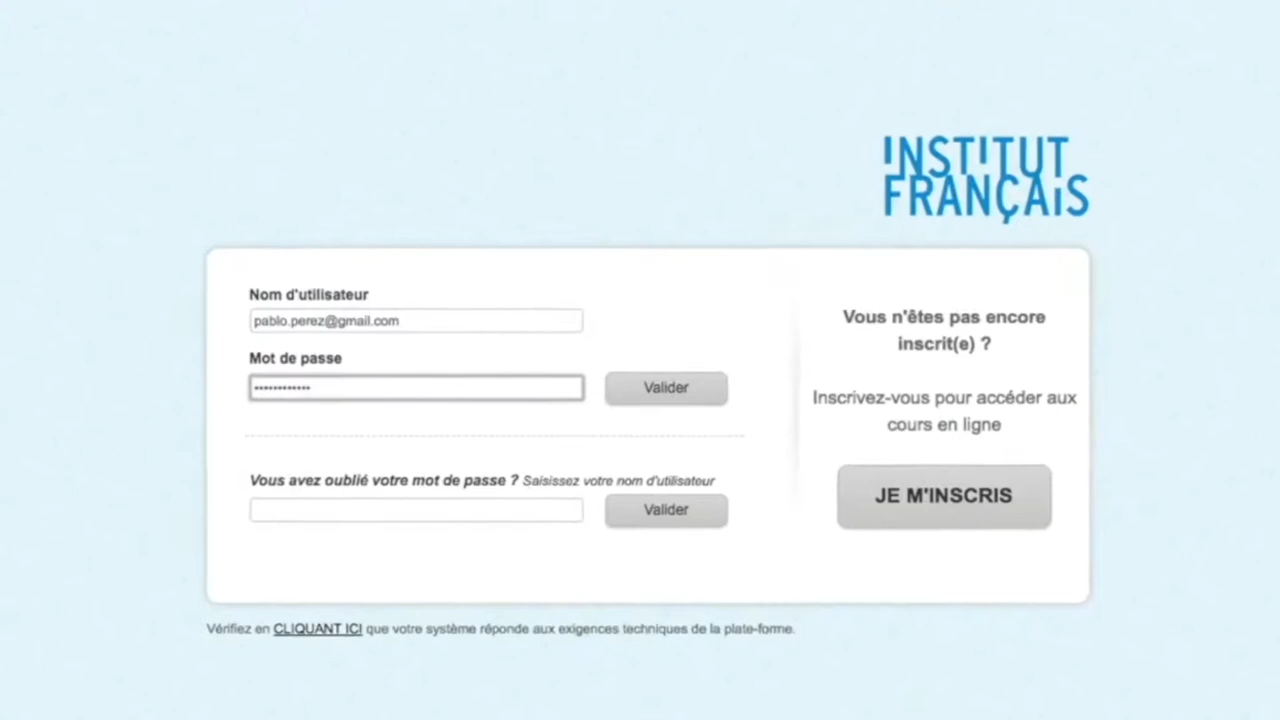 INSTITUT
FRANÇAIS
Nom d'utilisateur
pablo.perez@gmail.com
Mot de passe
••••••••••••
Valider
Vous avez oublié votre mot de passe ? Saisissez votre nom d'utilisateur
Valider
Vous n'êtes pas encore
inscrit(e) ?
Inscrivez-vous pour accéder aux
cours en ligne
JE M'INSCRIS
Vérifiez en CLIQUANT ICI que votre système réponde aux exigences techniques de la plate-forme.